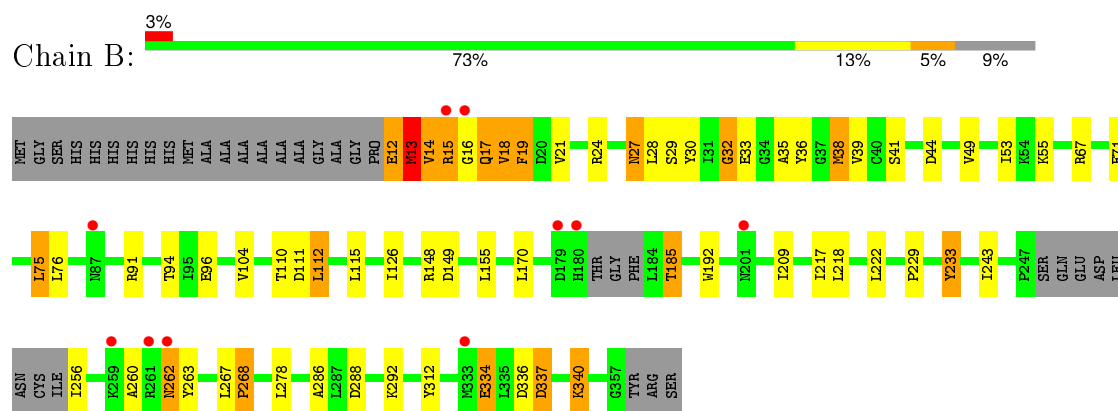 3%
Chain B:
73% 13% 5% 9%
MET GLY SER HIS HIS HIS HIS HIS HIS MET ALA ALA ALA ALA ALA ALA GLY ALA GLY PRO E12 M13 V14 R15 G16 Q17 V18 F19 D20 V21 R24 N27 L28 S29 Y30 I31 G32 E33 G34 A35 Y36 G37 M38 V39 C40 S41 D44 V49 I53 K54 K55 R67
L75 L76 N87 R91 T94 I95 E96 V104 T110 D111 L112 L115 I126 R148 D149 L155 L170 D179 H180 THR GLY PHE L184 T185 W192 N201 I209 I217 L218 L222 P229 Y233 I243 P247 SER GLN GLU ASP LEU
ASN CYS ILE I256 K259 A260 R261 N262 Y263 L267 P268 L278 A286 L287 D288 K292 Y312 M333 E334 L335 D336 D337 K340 G357 TYR ARG SER